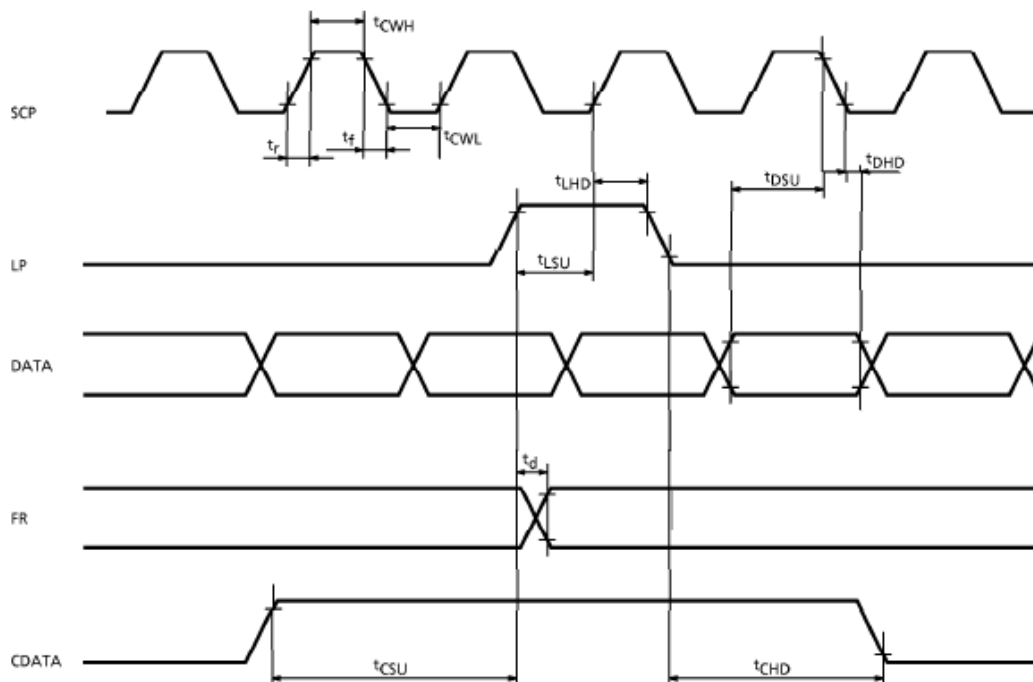 tCWH
SCP
tr
tf
tCWL
tLHD
tDSU
tDHD
LP
tLSU
DATA
td
FR
CDATA
tCSU
tCHD